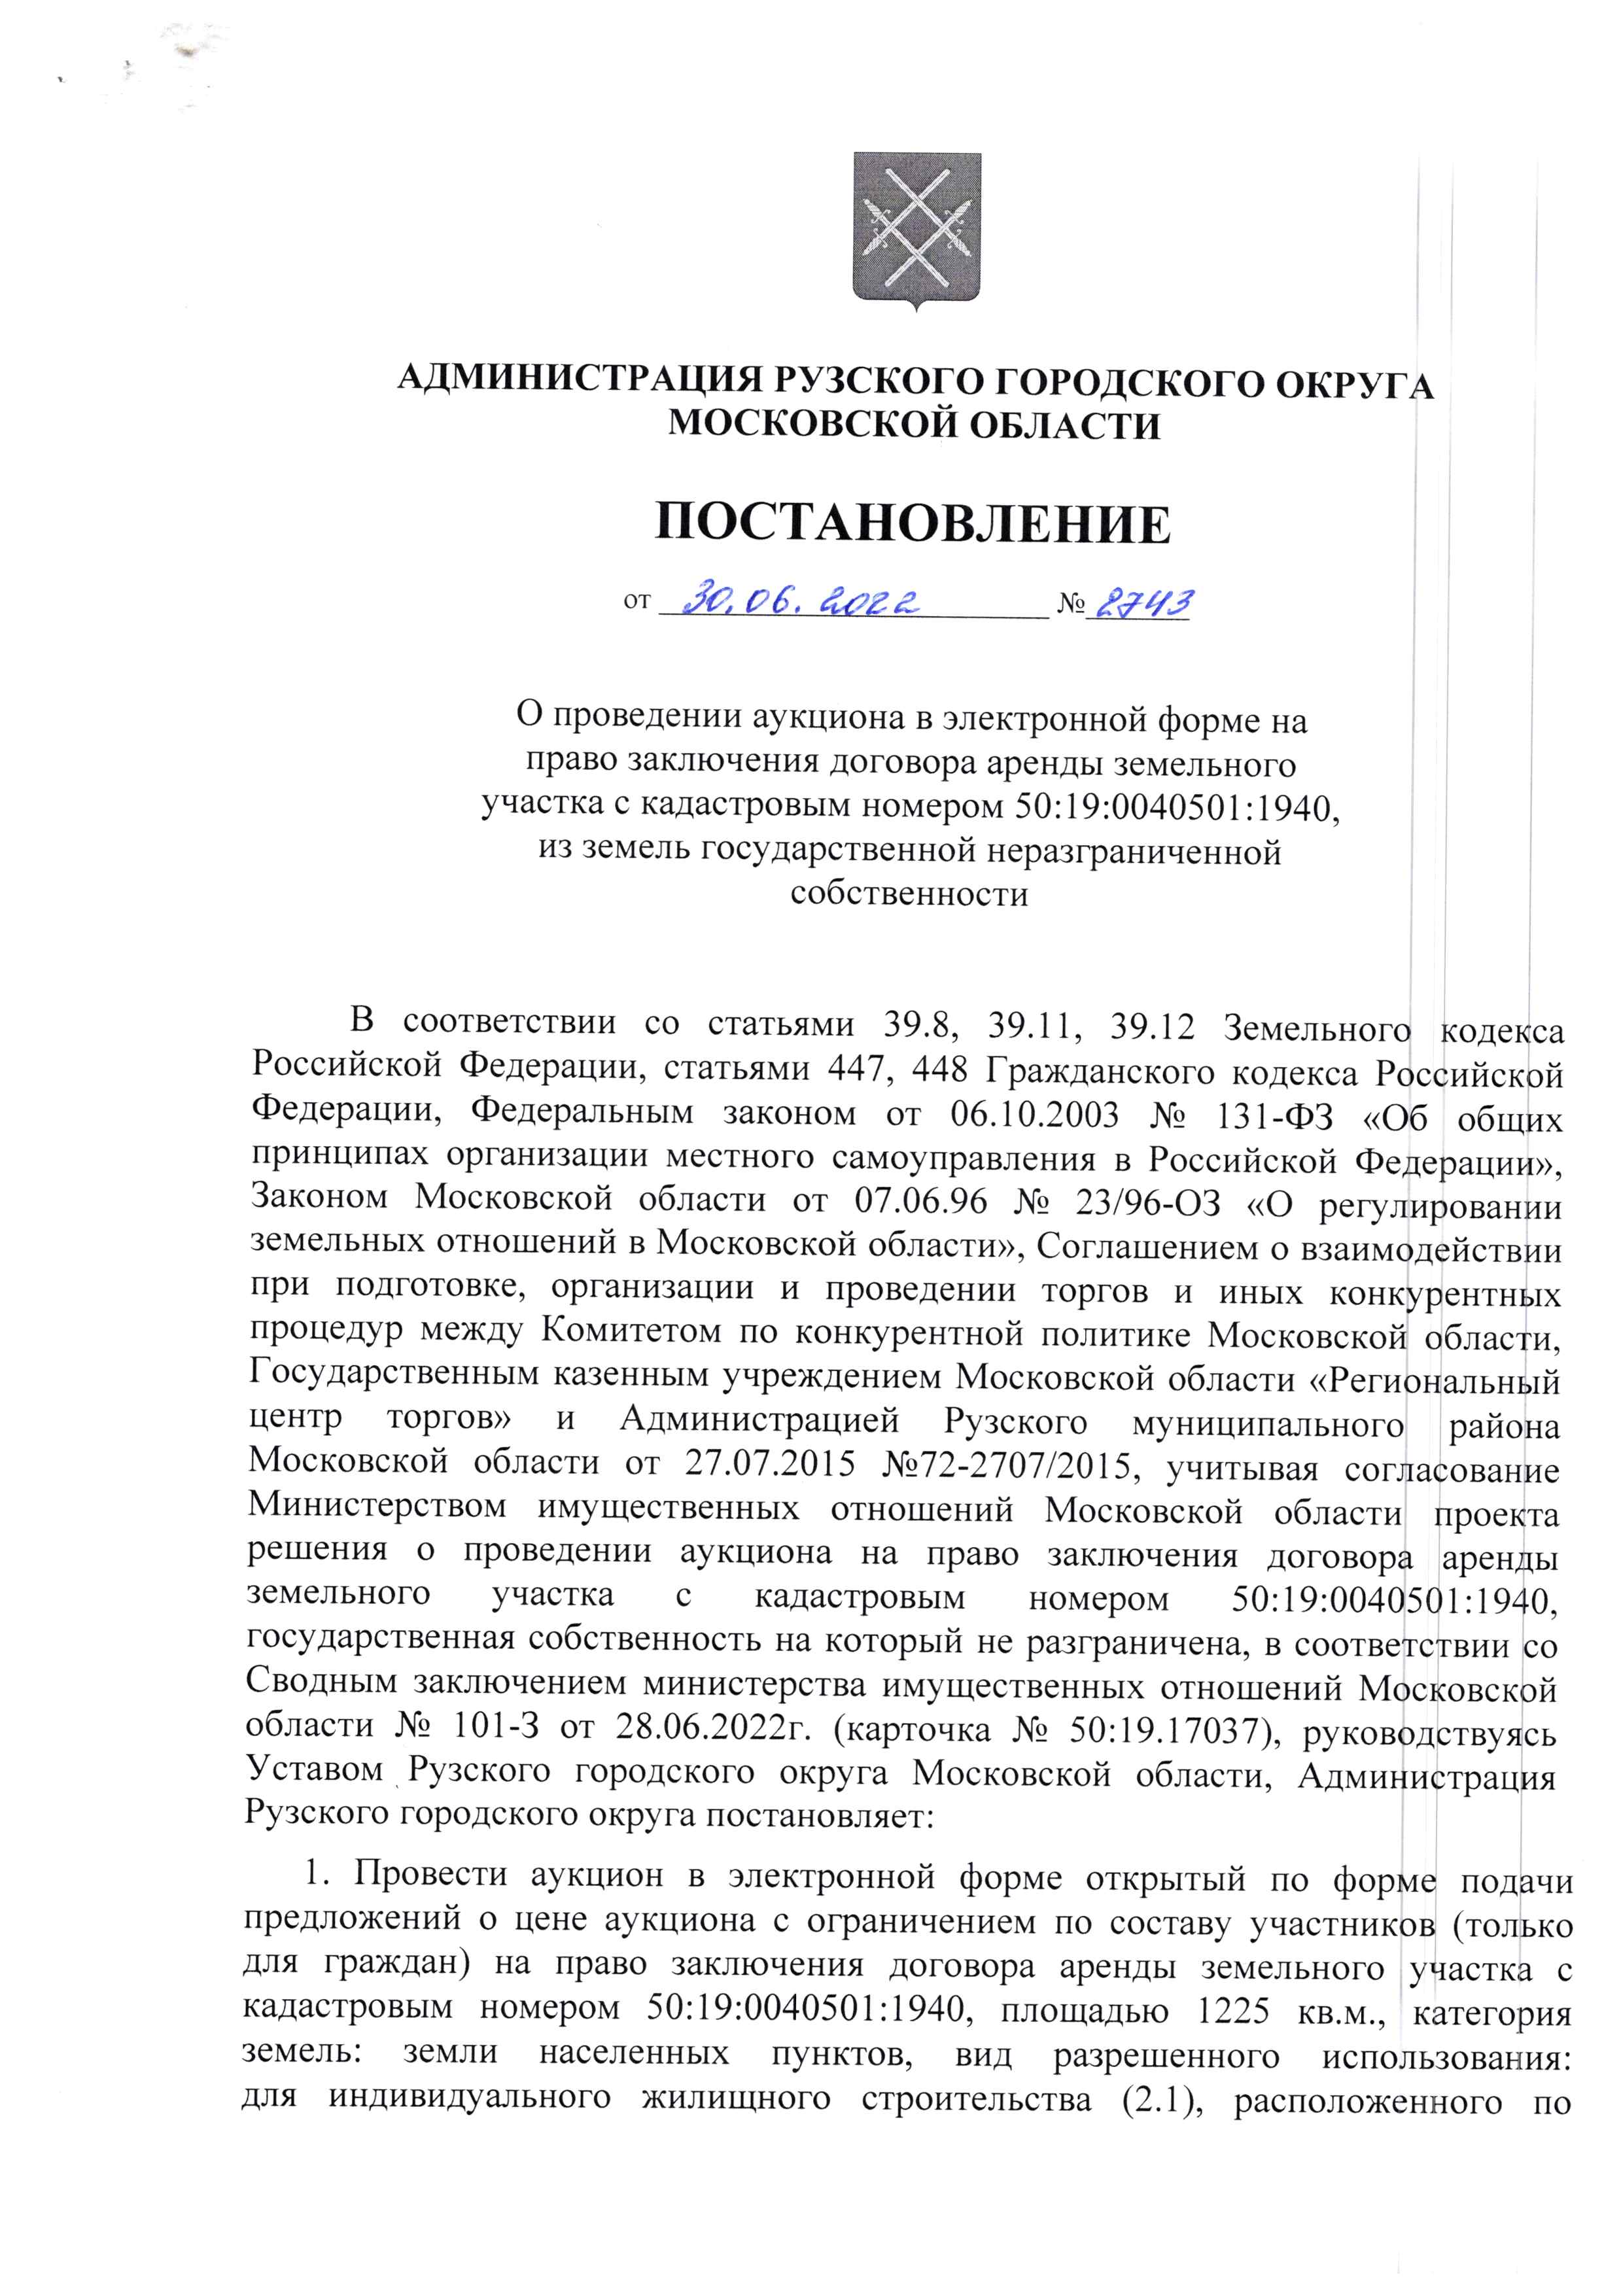 АДМИНИСТРАЦИЯ РУЗСКОГО ГОРОДСКОГО ОКРУГА
МОСКОВСКОЙ ОБЛАСТИ
ПОСТАНОВЛЕНИЕ
от 30.06.2022 № 2743
О проведении аукциона в электронной форме на
право заключения договора аренды земельного
участка с кадастровым номером 50:19:0040501:1940,
из земель государственной неразграниченной
собственности
В соответствии со статьями 39.8, 39.11, 39.12 Земельного кодекса
Российской Федерации, статьями 447, 448 Гражданского кодекса Российской
Федерации, Федеральным законом от 06.10.2003 № 131-ФЗ «Об общих
принципах организации местного самоуправления в Российской Федерации»,
Законом Московской области от 07.06.96 № 23/96-ОЗ «О регулировании
земельных отношений в Московской области», Соглашением о взаимодействии
при подготовке, организации и проведении торгов и иных конкурентных
процедур между Комитетом по конкурентной политике Московской области,
Государственным казенным учреждением Московской области «Региональный
центр торгов» и Администрацией Рузского муниципального района
Московской области от 27.07.2015 №72-2707/2015, учитывая согласование
Министерством имущественных отношений Московской области проекта
решения о проведении аукциона на право заключения договора аренды
земельного участка с кадастровым номером 50:19:0040501:1940,
государственная собственность на который не разграничена, в соответствии со
Сводным заключением министерства имущественных отношений Московской
области № 101-З от 28.06.2022г. (карточка № 50:19.17037), руководствуясь
Уставом Рузского городского округа Московской области, Администрация
Рузского городского округа постановляет:
1. Провести аукцион в электронной форме открытый по форме подачи
предложений о цене аукциона с ограничением по составу участников (только
для граждан) на право заключения договора аренды земельного участка с
кадастровым номером 50:19:0040501:1940, площадью 1225 кв.м., категория
земель: земли населенных пунктов, вид разрешенного использования:
для индивидуального жилищного строительства (2.1), расположенного по